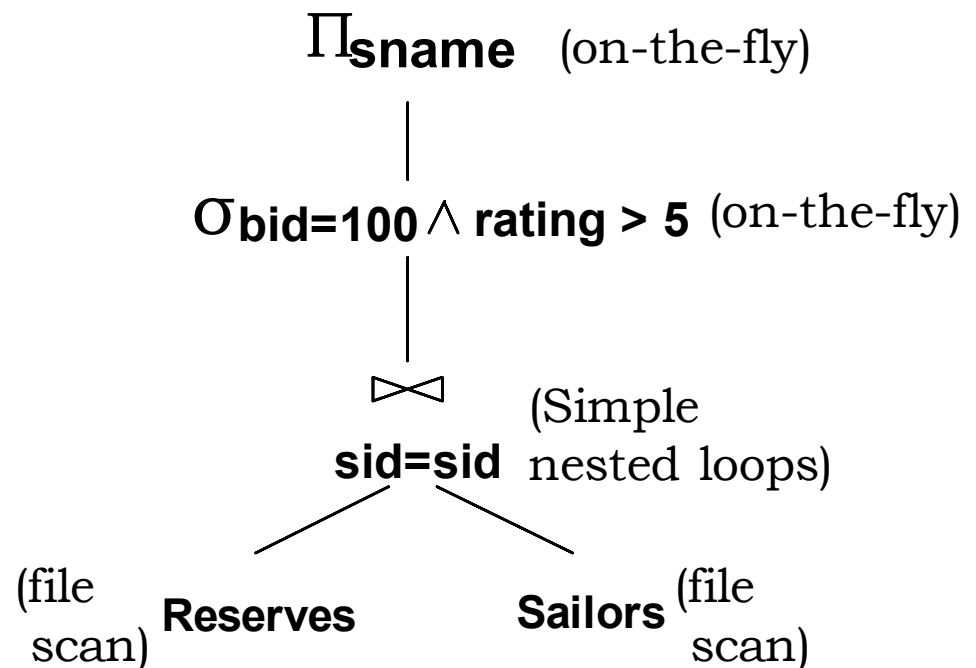 Πsname (on-the-fly)
σbid=100 ∧ rating > 5 (on-the-fly)
⋈
sid=sid (Simple nested loops)
(file scan) Reserves
Sailors (file scan)